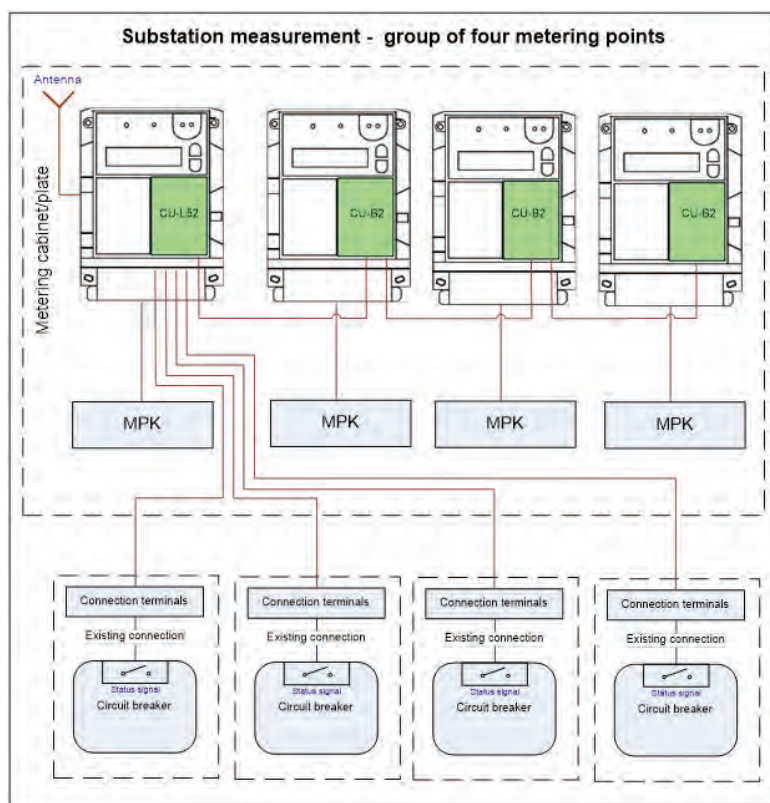 Substation measurement - group of four metering points
Antenna
Metering cabinet/plate
CU-L52
CU-B2
CU-B2
CU-B2
MPK
MPK
MPK
MPK
Connection terminals
Connection terminals
Connection terminals
Connection terminals
Existing connection
Existing connection
Existing connection
Existing connection
Status signal
Status signal
Status signal
Status signal
Circuit breaker
Circuit breaker
Circuit breaker
Circuit breaker